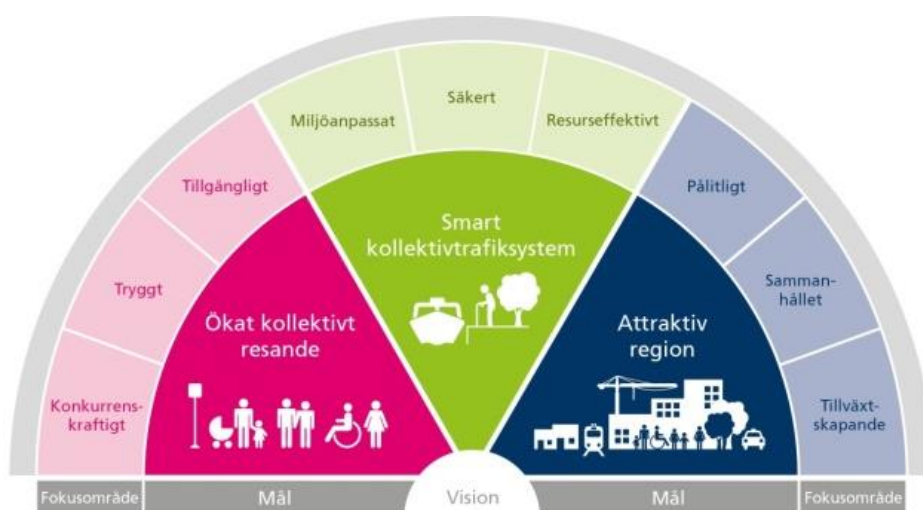 Miljöanpassat
Säkert
Resurseffektivt
Tillgängligt
Tryggt
Konkurrens-
kraftigt
Pålitligt
Samman-
hållet
Tillväxt-
skapande
Smart
kollektivtrafiksystem
Ökat kollektivt
resande
Attraktiv
region
Fokusområde
Mål
Vision
Mål
Fokusområde